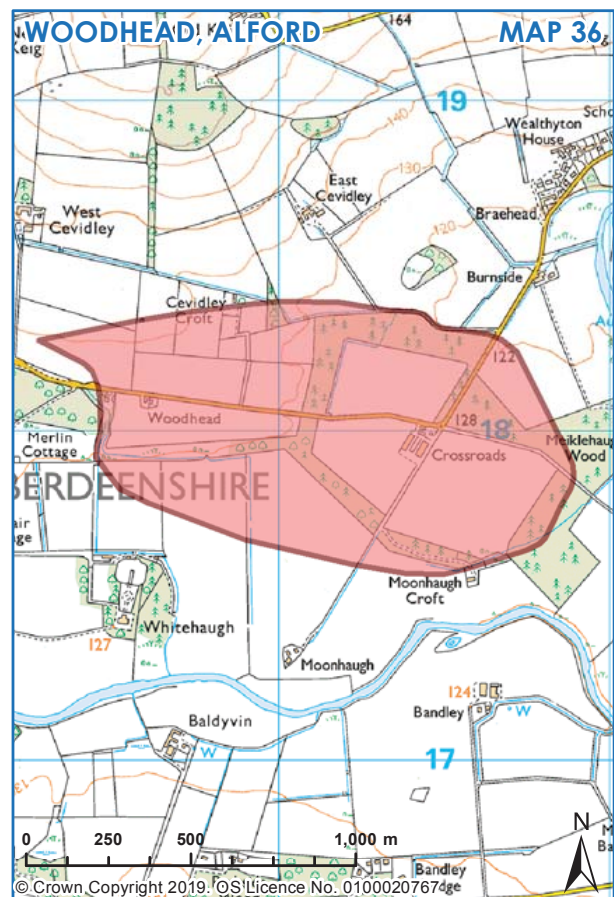 WOODHEAD, ALFORD
MAP 36
Keig
164
19
Wealthyton
House
140
130
East
Cevidley
West
Cevidley
120
Braehead
Burnside
Cevidley
Croft
122
Woodhead
128
18
Crossroads
Merlin
Cottage
Meiklehaugh
Wood
BERDEENSHIRE
Moonhaugh
Croft
Whitehaugh
127
Moonhaugh
124
Bandley
W
Baldyvin
W
17
N
0 250 500 1,000 m
Bandley
© Crown Copyright 2019. OS Licence No. 0100020767